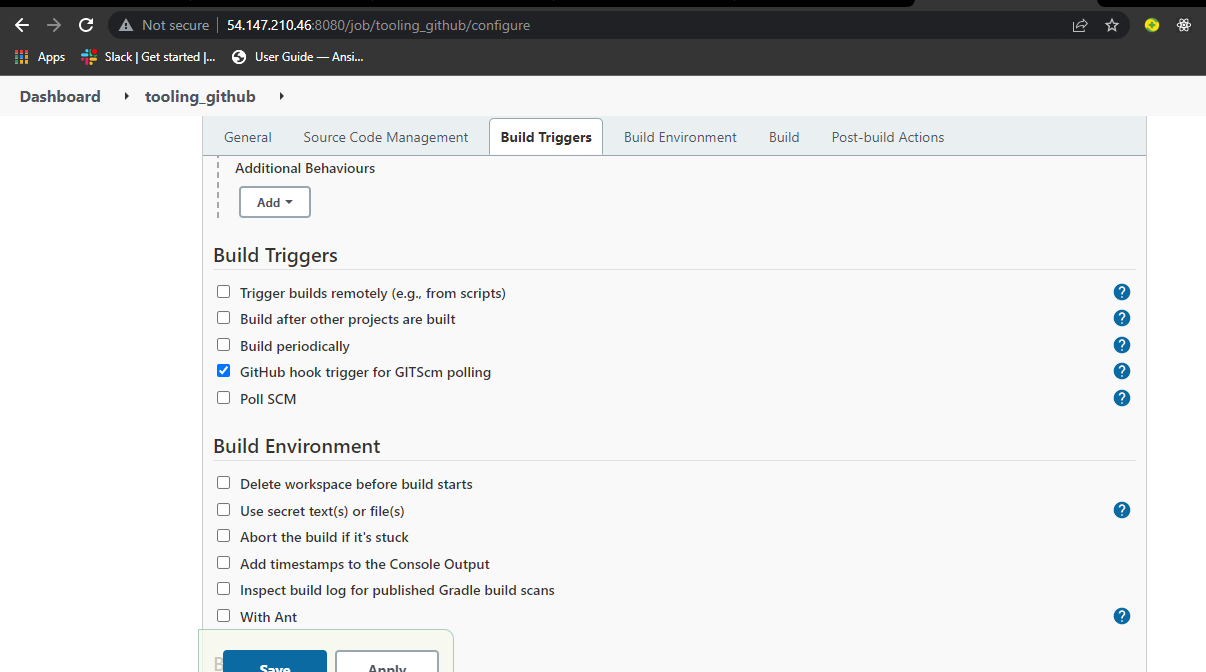 Not secure 54.147.210.46:8080/job/tooling_github/configure
Apps Slack | Get started |... User Guide — Ansi...
Dashboard tooling_github
General Source Code Management Build Triggers Build Environment Build Post-build Actions
Additional Behaviours
Add
Build Triggers
Trigger builds remotely (e.g., from scripts) ?
Build after other projects are built ?
Build periodically ?
GitHub hook trigger for GITScm polling ?
Poll SCM ?
Build Environment
Delete workspace before build starts
Use secret text(s) or file(s) ?
Abort the build if it's stuck
Add timestamps to the Console Output
Inspect build log for published Gradle build scans
With Ant ?
B
Save Apply